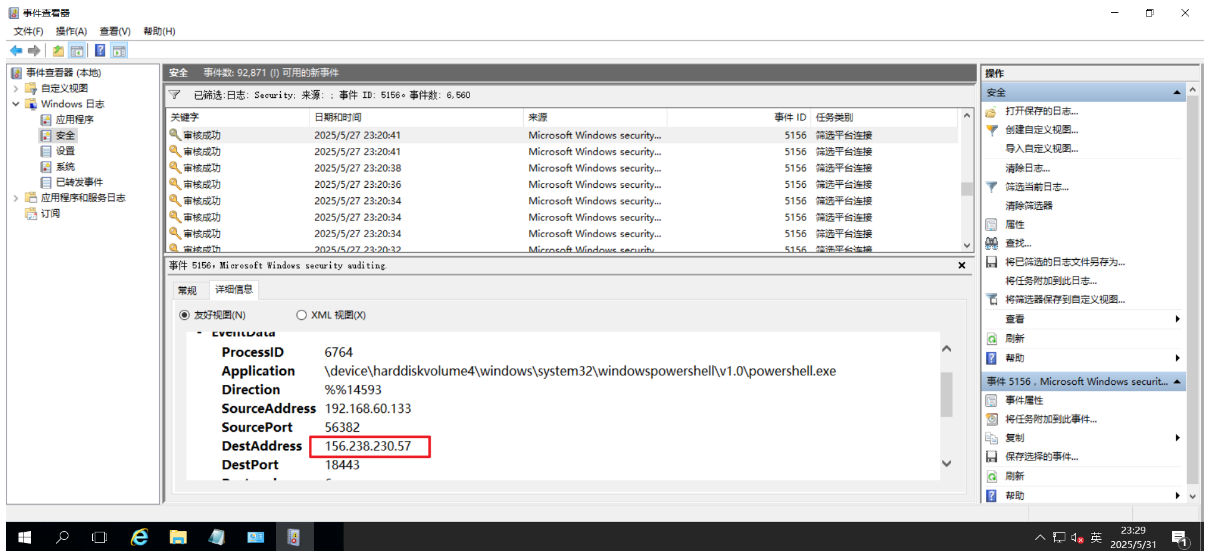 事件查看器
文件(F) 操作(A) 查看(V) 帮助(H)
事件查看器 (本地)
自定义视图
Windows 日志
应用程序
安全
设置
系统
已转发事件
应用程序和服务日志
订阅
安全 事件数: 92,871 (!) 可用的新事件
已筛选:日志: Security; 来源: ; 事件 ID: 5156。事件数: 6,560
关键字 日期和时间 来源 事件 ID 任务类别
审核成功 2025/5/27 23:20:41 Microsoft Windows security... 5156 筛选平台连接
审核成功 2025/5/27 23:20:41 Microsoft Windows security... 5156 筛选平台连接
审核成功 2025/5/27 23:20:38 Microsoft Windows security... 5156 筛选平台连接
审核成功 2025/5/27 23:20:36 Microsoft Windows security... 5156 筛选平台连接
审核成功 2025/5/27 23:20:34 Microsoft Windows security... 5156 筛选平台连接
审核成功 2025/5/27 23:20:34 Microsoft Windows security... 5156 筛选平台连接
审核成功 2025/5/27 23:20:34 Microsoft Windows security... 5156 筛选平台连接
审核成功 2025/5/27 23:20:32 Microsoft Windows security... 5156 筛选平台连接
事件 5156, Microsoft Windows security auditing.
常规 详细信息
友好视图(N) XML 视图(X)
- EventData
ProcessID 6764
Application \device\harddiskvolume4\windows\system32\windowspowershell\v1.0\powershell.exe
Direction %%14593
SourceAddress 192.168.60.133
SourcePort 56382
DestAddress 156.238.230.57
DestPort 18443
操作
安全
打开保存的日志...
创建自定义视图...
导入自定义视图...
清除日志...
筛选当前日志...
清除筛选器
属性
查找...
将已筛选的日志文件另存为...
将任务附加到此日志...
将筛选器保存到自定义视图...
查看
刷新
帮助
事件 5156，Microsoft Windows securit...
事件属性
将任务附加到此事件...
复制
保存选择的事件...
刷新
帮助
英
23:29
2025/5/31
1